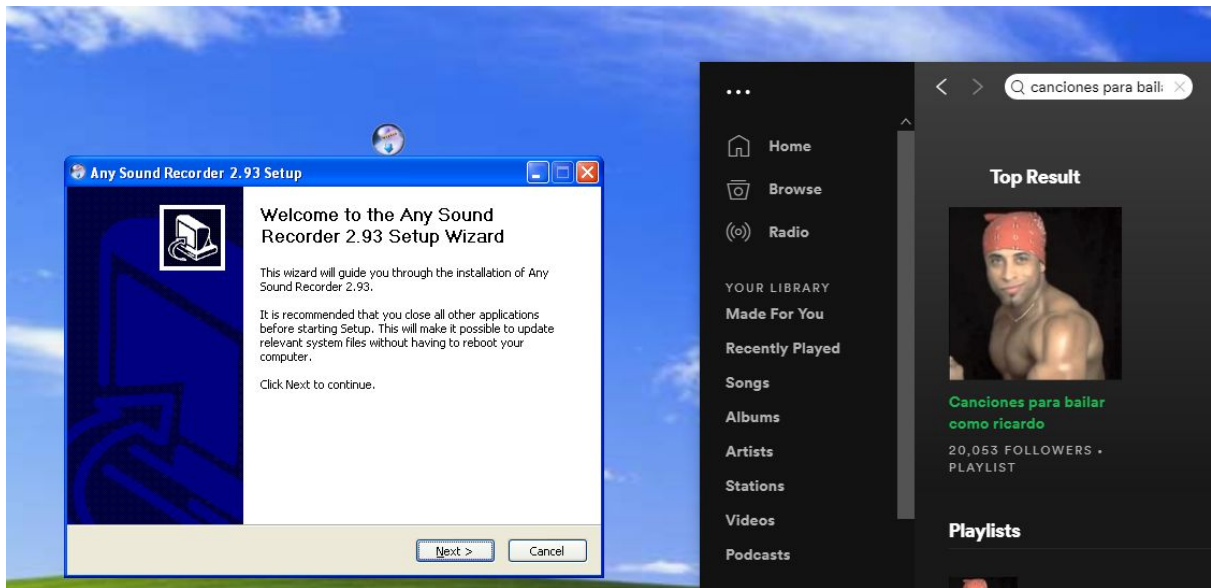 Any Sound Recorder 2.93 Setup
Welcome to the Any Sound
Recorder 2.93 Setup Wizard
This wizard will guide you through the installation of Any
Sound Recorder 2.93.
It is recommended that you close all other applications
before starting Setup. This will make it possible to update
relevant system files without having to reboot your
computer.
Click Next to continue.
Next >
Cancel
...
Home
Browse
Radio
YOUR LIBRARY
Made For You
Recently Played
Songs
Albums
Artists
Stations
Videos
Podcasts
canciones para baila
Top Result
Canciones para bailar
como ricardo
20,053 FOLLOWERS •
PLAYLIST
Playlists